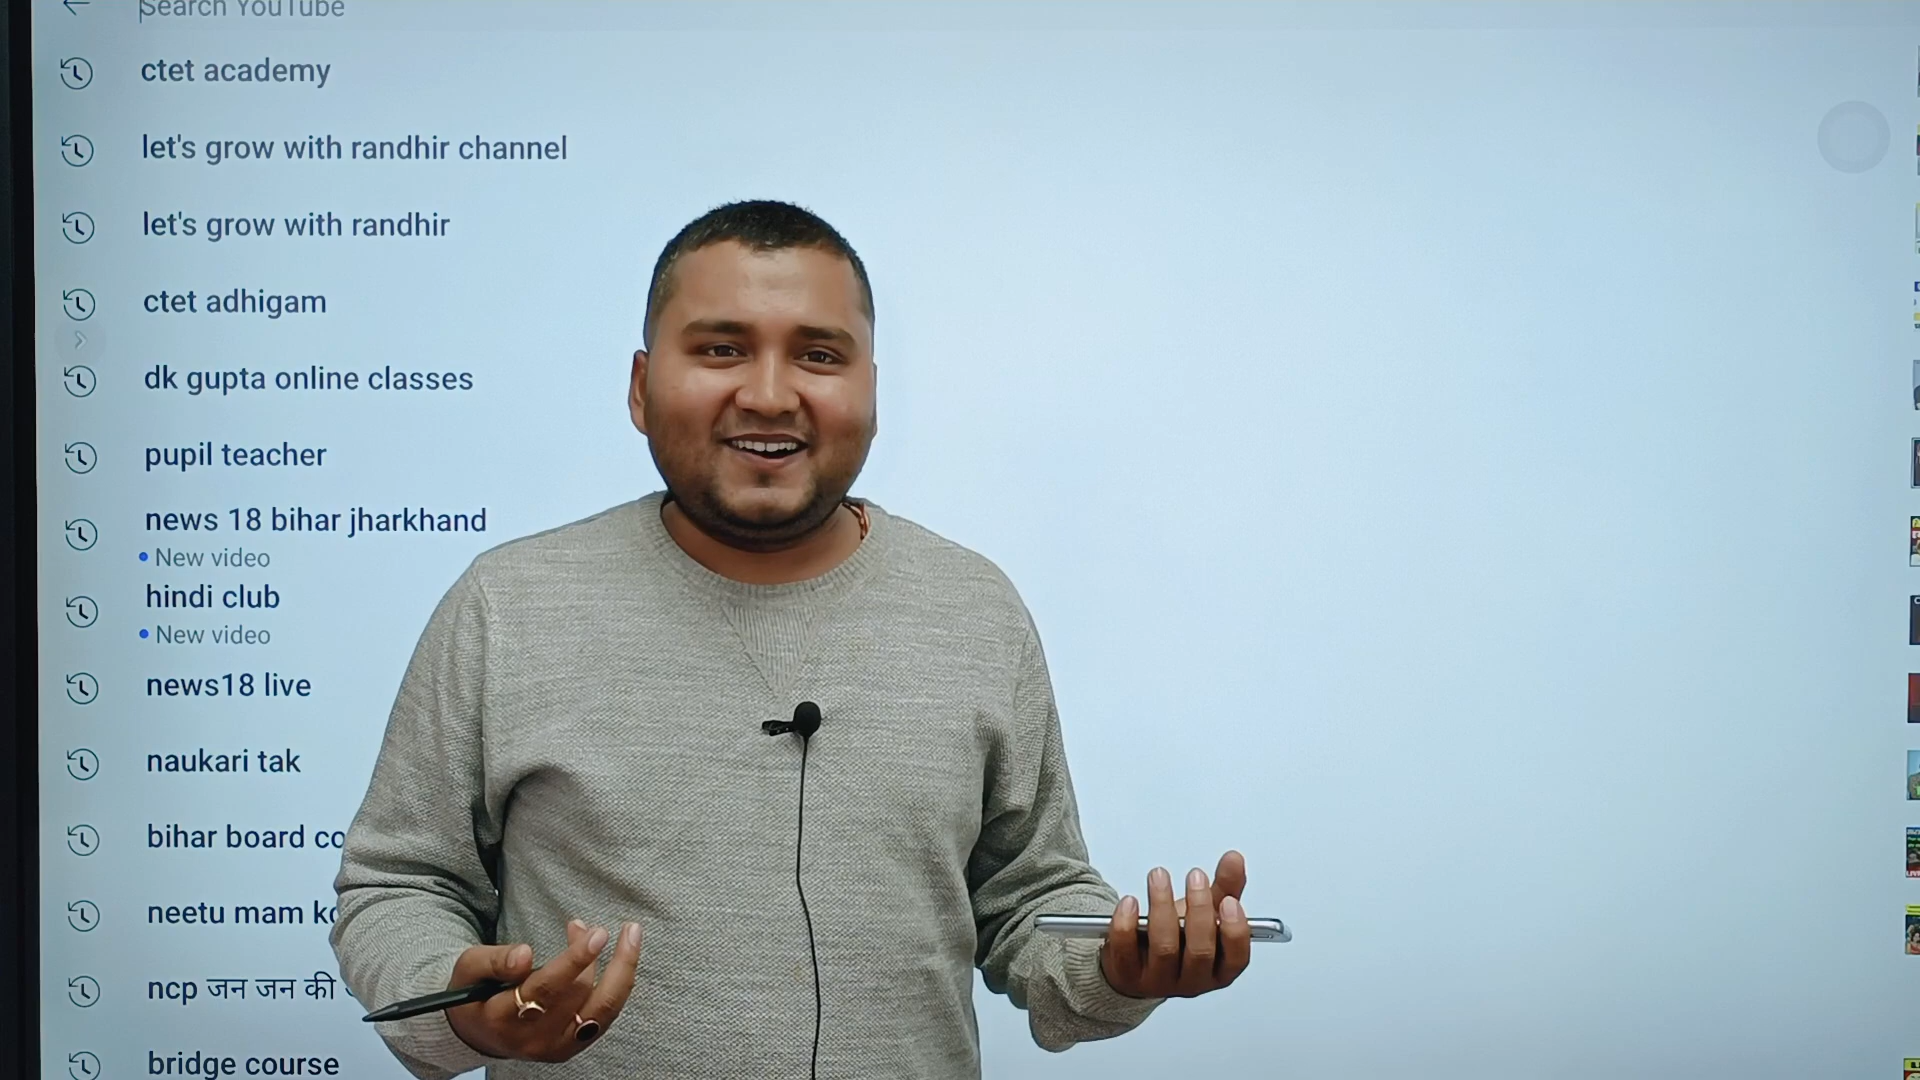 Search YouTube
ctet academy
let's grow with randhir channel
let's grow with randhir
ctet adhigam
dk gupta online classes
pupil teacher
news 18 bihar jharkhand
• New video
hindi club
• New video
news18 live
naukari tak
bihar board
neetu mam
ncp जन जन की
bridge course